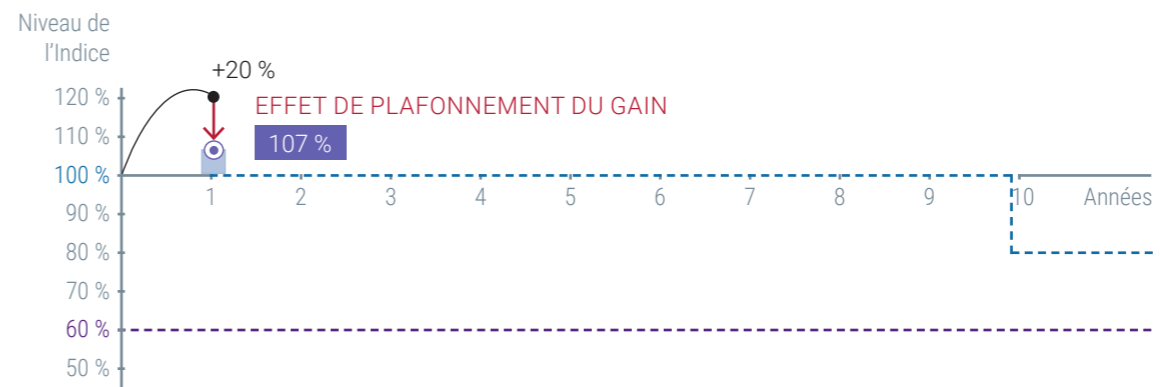 Niveau de
l'Indice
+20 %
120 %
EFFET DE PLAFONNEMENT DU GAIN
110 %
107 %
100 %
1 2 3 4 5 6 7 8 9 10 Années
90 %
80 %
70 %
60 %
50 %